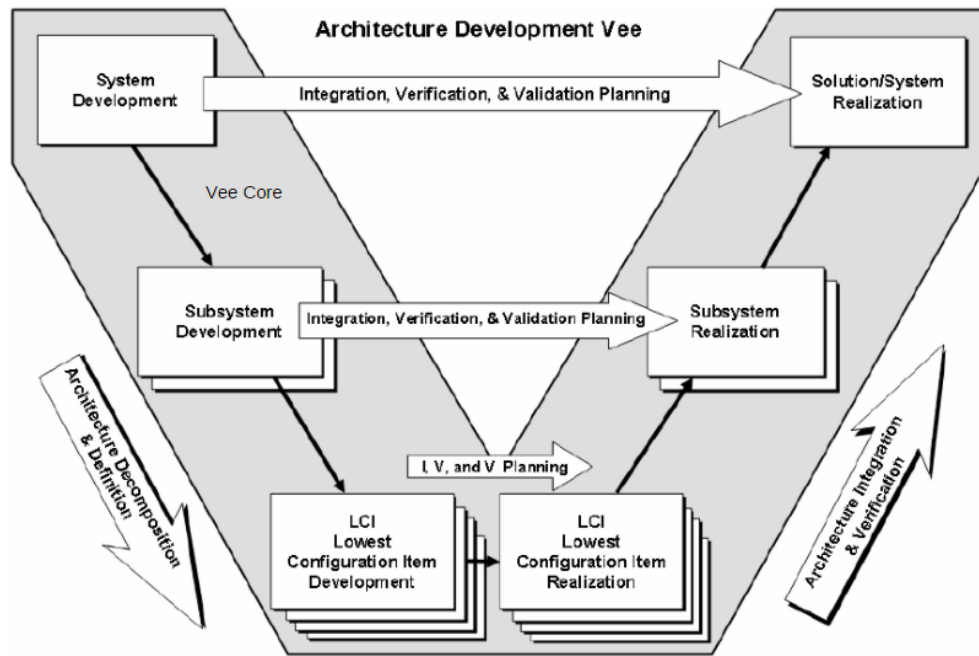 Architecture Development Vee
System
Development
Integration, Verification, & Validation Planning
Solution/System
Realization
Vee Core
Subsystem
Development
Integration, Verification, & Validation Planning
Subsystem
Realization
Architecture Decomposition
& Definition
I, V, and V Planning
Architecture Integration
& Verification
LCI
Lowest
Configuration Item
Development
LCI
Lowest
Configuration Item
Realization